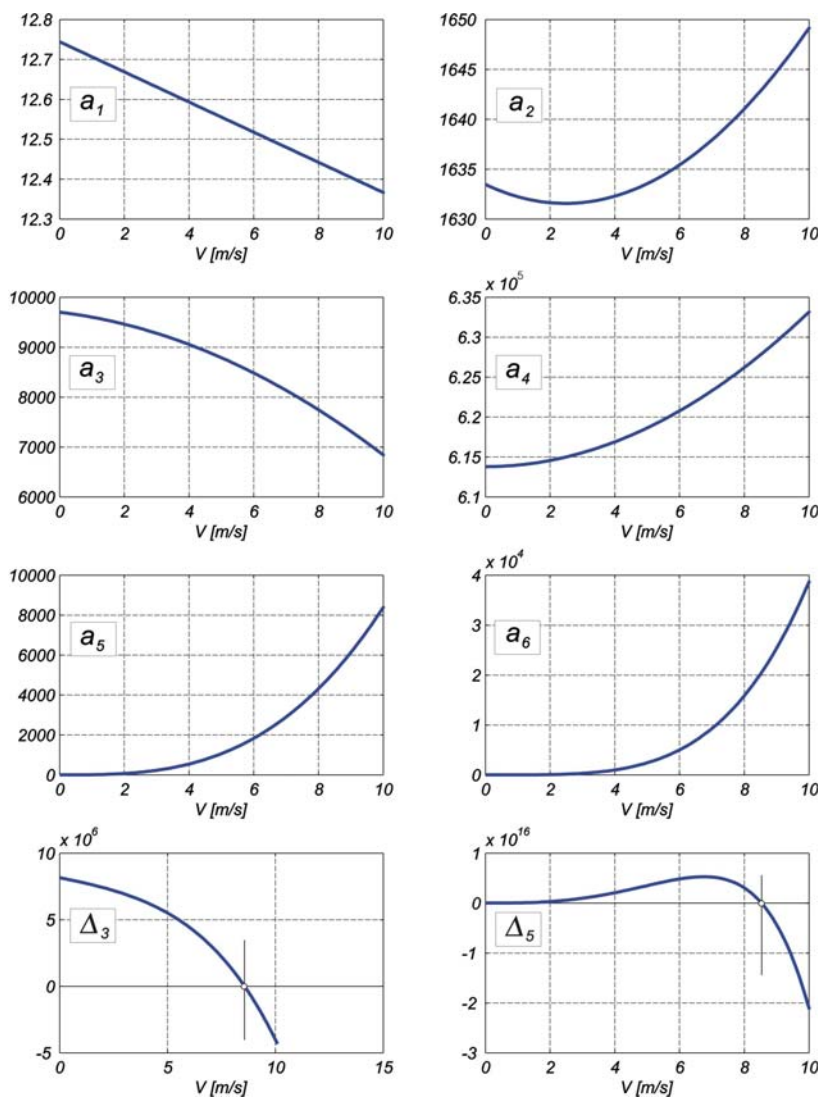 12.8
12.7
12.6
12.5
12.4
12.3
a1
0 2 4 6 8 10
V [m/s]
1650
1645
1640
1635
1630
a2
0 2 4 6 8 10
V [m/s]
10000
9000
8000
7000
6000
a3
0 2 4 6 8 10
V [m/s]
x 10^5
6.35
6.3
6.25
6.2
6.15
6.1
a4
0 2 4 6 8 10
V [m/s]
10000
8000
6000
4000
2000
0
a5
0 2 4 6 8 10
V [m/s]
x 10^4
4
3
2
1
0
a6
0 2 4 6 8 10
V [m/s]
x 10^6
10
5
0
-5
Δ3
0 5 10 15
V [m/s]
x 10^16
1
0
-1
-2
-3
Δ5
0 2 4 6 8 10
V [m/s]